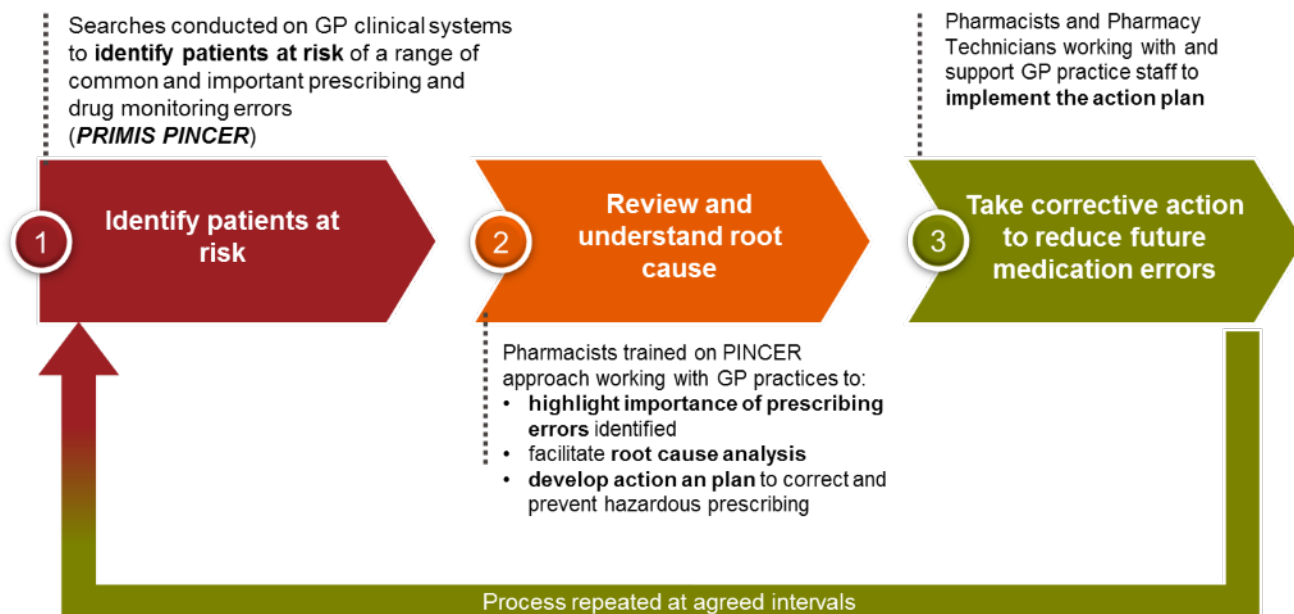 Searches conducted on GP clinical systems
to identify patients at risk of a range of
common and important prescribing and
drug monitoring errors
(PRIMIS PINCER)
1
Identify patients at
risk
2
Review and
understand root
cause
Pharmacists trained on PINCER
approach working with GP practices to:
• highlight importance of prescribing
errors identified
• facilitate root cause analysis
• develop action an plan to correct and
prevent hazardous prescribing
Pharmacists and Pharmacy
Technicians working with and
support GP practice staff to
implement the action plan
3
Take corrective action
to reduce future
medication errors
Process repeated at agreed intervals